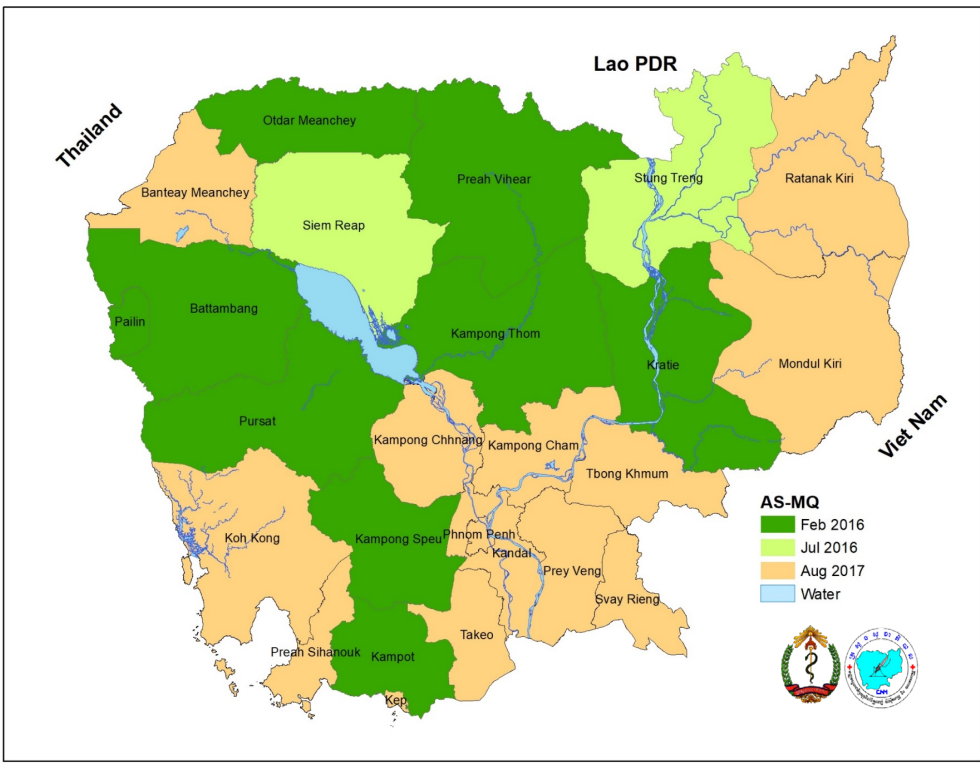 Lao PDR
Thailand
Otdar Meanchey
Preah Vihear
Stung Treng
Ratanak Kiri
Banteay Meanchey
Siem Reap
Battambang
Pailin
Kampong Thom
Kratie
Mondul Kiri
Viet Nam
Pursat
Kampong Chhnang
Kampong Cham
Tbong Khmum
Koh Kong
Kampong Speu
Phnom Penh
Kandal
Prey Veng
Svay Rieng
Takeo
Preah Sihanouk
Kampot
Kep
AS-MQ
Feb 2016
Jul 2016
Aug 2017
Water
CNM